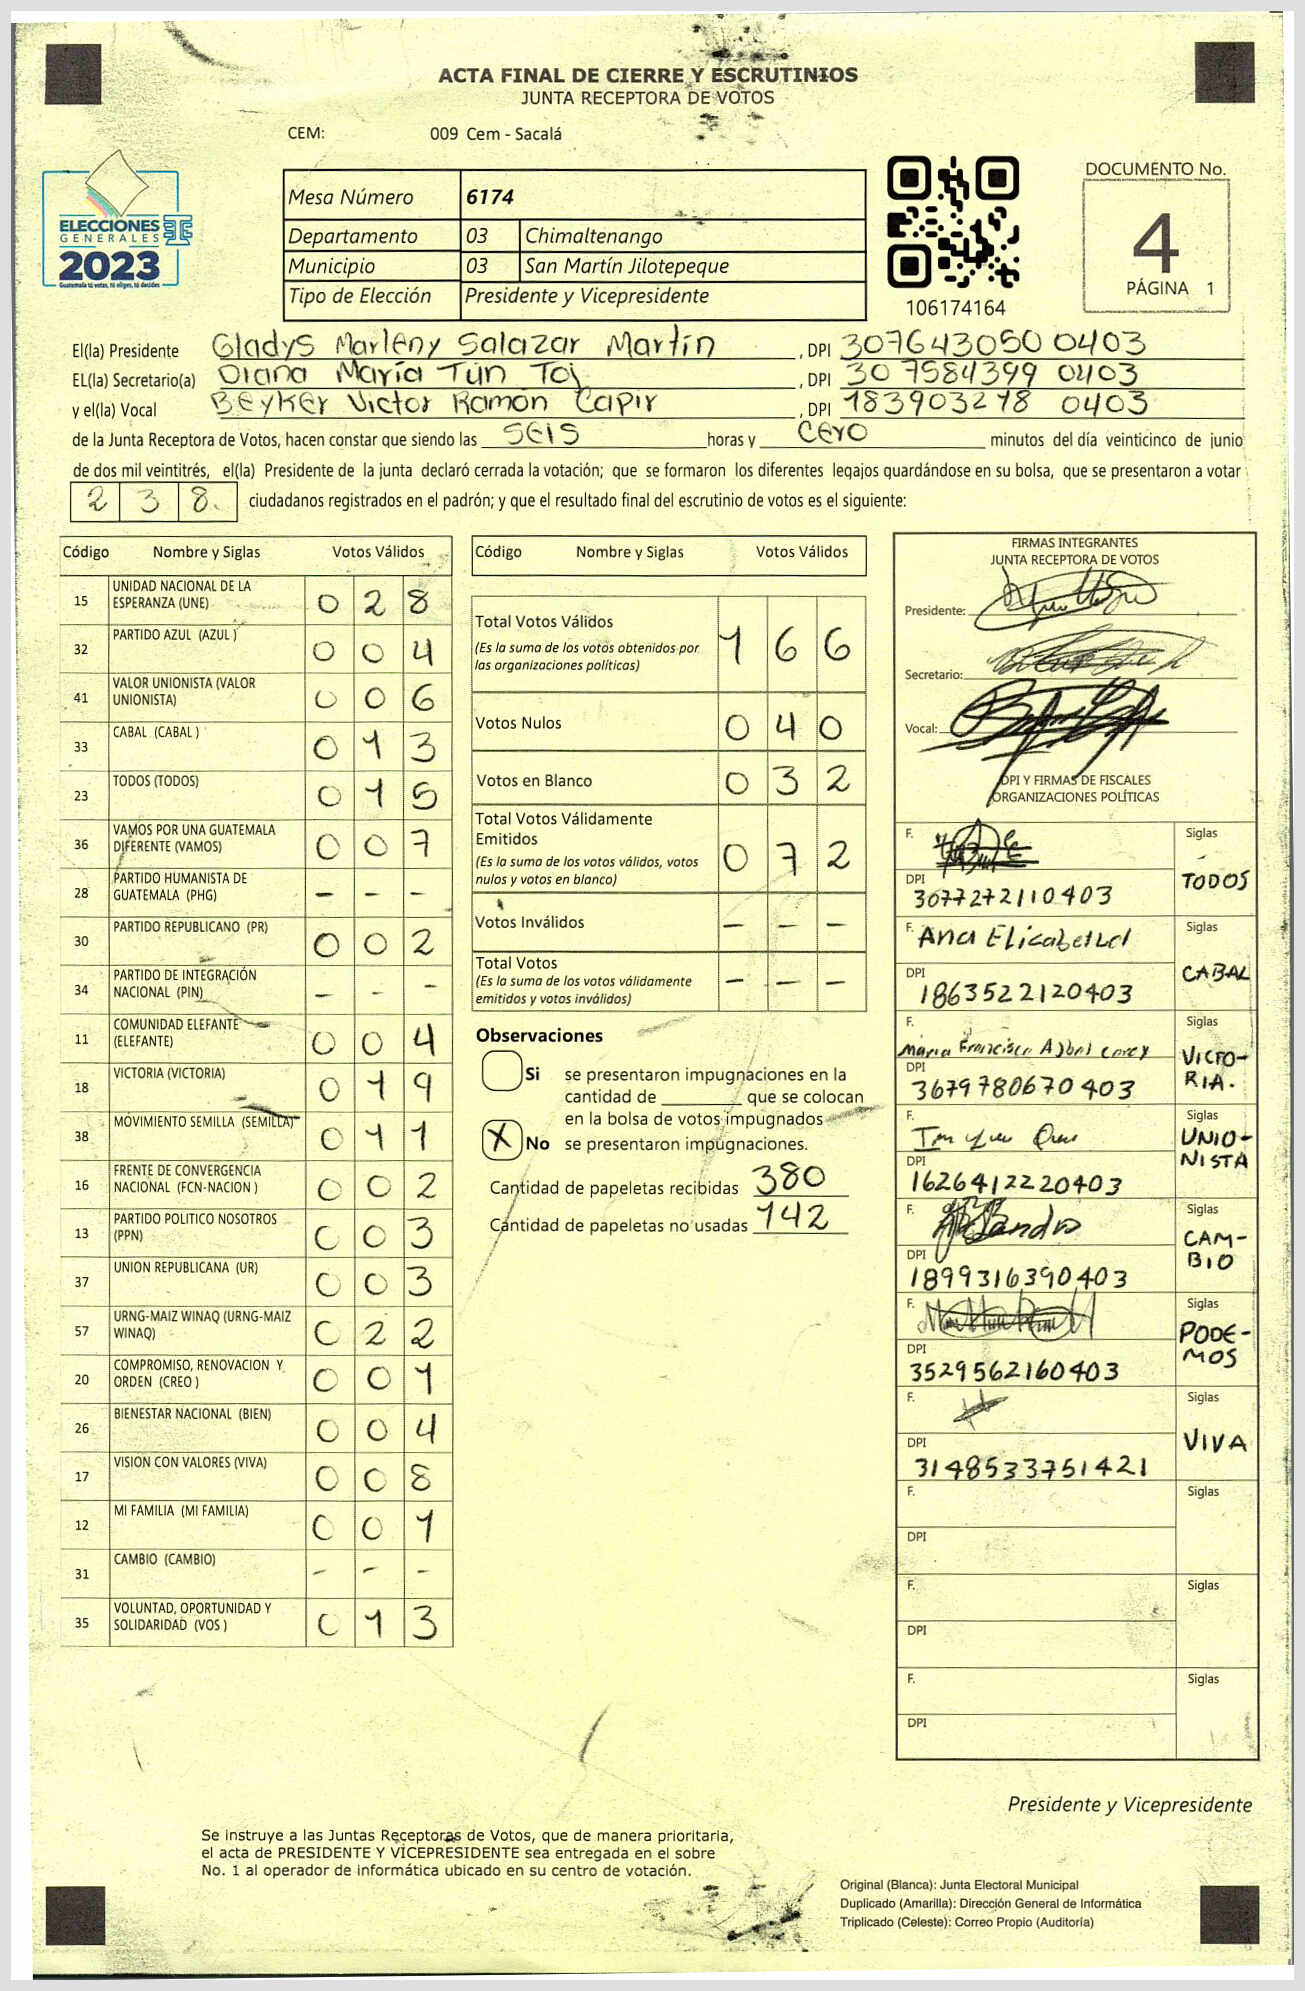 ACTA FINAL DE CIERRE Y ESCRUTINIOS
JUNTA RECEPTORA DE VOTOS
CEM: 009 Cem - Sacalá
ELECCIONES
GENERALES
2023
Guatemala tú votas, tú eliges, tú decides
Mesa Número 6174
Departamento 03 Chimaltenango
Municipio 03 San Martín Jilotepeque
Tipo de Elección Presidente y Vicepresidente
106174164
DOCUMENTO No.
4
PÁGINA 1
El(la) Presidente Gladys Marleny Salazar Martín, DPI 307643050 0403
EL(la) Secretario(a) Diana María Tun Toj, DPI 307584399 0403
y el(la) Vocal Beyker Victor Ramón Capir, DPI 183903278 0403
de la Junta Receptora de Votos, hacen constar que siendo las SEIS horas y cero minutos del día veinticinco de junio
de dos mil veintitrés, el(la) Presidente de la junta declaró cerrada la votación; que se formaron los diferentes legajos guardándose en su bolsa, que se presentaron a votar
238. ciudadanos registrados en el padrón; y que el resultado final del escrutinio de votos es el siguiente:
Código Nombre y Siglas Votos Válidos
15 UNIDAD NACIONAL DE LA ESPERANZA (UNE) 0 2 8
32 PARTIDO AZUL (AZUL ) 0 0 4
41 VALOR UNIONISTA (VALOR UNIONISTA) 0 0 6
33 CABAL (CABAL ) 0 1 3
23 TODOS (TODOS) 0 1 5
36 VAMOS POR UNA GUATEMALA DIFERENTE (VAMOS) 0 0 7
28 PARTIDO HUMANISTA DE GUATEMALA (PHG) - - -
30 PARTIDO REPUBLICANO (PR) 0 0 2
34 PARTIDO DE INTEGRACIÓN NACIONAL (PIN) - - -
11 COMUNIDAD ELEFANTE (ELEFANTE) 0 0 4
18 VICTORIA (VICTORIA) 0 1 9
38 MOVIMIENTO SEMILLA (SEMILLA) 0 1 1
16 FRENTE DE CONVERGENCIA NACIONAL (FCN-NACION ) 0 0 2
13 PARTIDO POLITICO NOSOTROS (PPN) 0 0 3
37 UNION REPUBLICANA (UR) 0 0 3
57 URNG-MAIZ WINAQ (URNG-MAIZ WINAQ) 0 2 2
20 COMPROMISO, RENOVACION Y ORDEN (CREO ) 0 0 1
26 BIENESTAR NACIONAL (BIEN) 0 0 4
17 VISION CON VALORES (VIVA) 0 0 8
12 MI FAMILIA (MI FAMILIA) 0 0 1
31 CAMBIO (CAMBIO) - - -
35 VOLUNTAD, OPORTUNIDAD Y SOLIDARIDAD (VOS ) 0 1 3
Código Nombre y Siglas Votos Válidos
Total Votos Válidos 1 6 6
(Es la suma de los votos obtenidos por
las organizaciones políticas)
Votos Nulos 0 4 0
Votos en Blanco 0 3 2
Total Votos Válidamente
Emitidos 0 7 2
(Es la suma de los votos válidos, votos
nulos y votos en blanco)
Votos Inválidos - - -
Total Votos - - -
(Es la suma de los votos válidamente
emitidos y votos inválidos)
Observaciones
Si se presentaron impugnaciones en la
cantidad de ________ que se colocan
en la bolsa de votos impugnados
X No se presentaron impugnaciones.
Cantidad de papeletas recibidas 380
Cantidad de papeletas no usadas 142
FIRMAS INTEGRANTES
JUNTA RECEPTORA DE VOTOS
Presidente:
Secretario:
Vocal:
DPI Y FIRMAS DE FISCALES
ORGANIZACIONES POLÍTICAS
F. Siglas
DPI 3077272110403 TODOS
F. Ana Elizabethel Siglas
DPI 1863522120403 CABAL
F. Maria Francisca Siglas
DPI 3679780670403 VICTO-
RIA.
F. Siglas
DPI 1626412220403 UNIO-
NISTA
F. Siglas
DPI 1899316390403 CAM-
BIO
F. Siglas
DPI 3529562160403 PODE-
MOS
F. Siglas
DPI 3148533751421 VIVA
F. Siglas
DPI
F. Siglas
DPI
F. Siglas
DPI
Presidente y Vicepresidente
Se instruye a las Juntas Receptoras de Votos, que de manera prioritaria,
el acta de PRESIDENTE Y VICEPRESIDENTE sea entregada en el sobre
No. 1 al operador de informática ubicado en su centro de votación.
Original (Blanca): Junta Electoral Municipal
Duplicado (Amarilla): Dirección General de Informática
Triplicado (Celeste): Correo Propio (Auditoría)